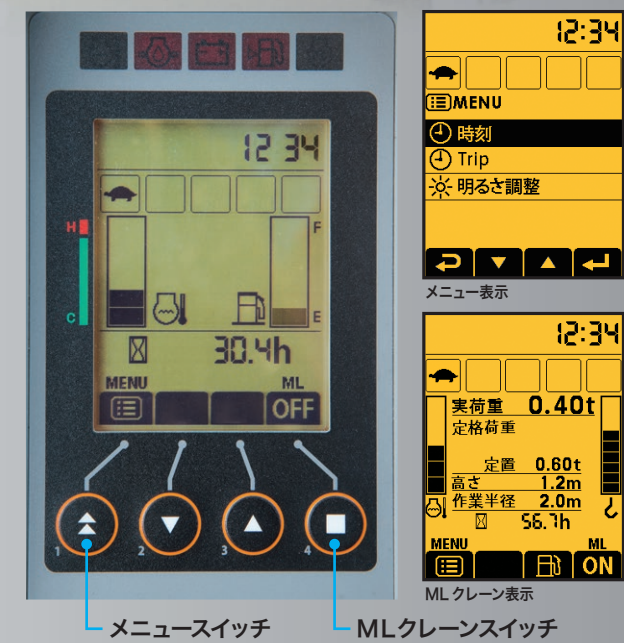 12 34
H
F
C
E
30.4h
MENU
ML
OFF
1
2
3
4
メニュースイッチ
MLクレーンスイッチ
12:34
MENU
時刻
Trip
明るさ調整
メニュー表示
12:34
実荷重 0.40t
定格荷重
定置 0.60t
高さ 1.2m
作業半径 2.0m
56.7h
MENU ML
ON
MLクレーン表示